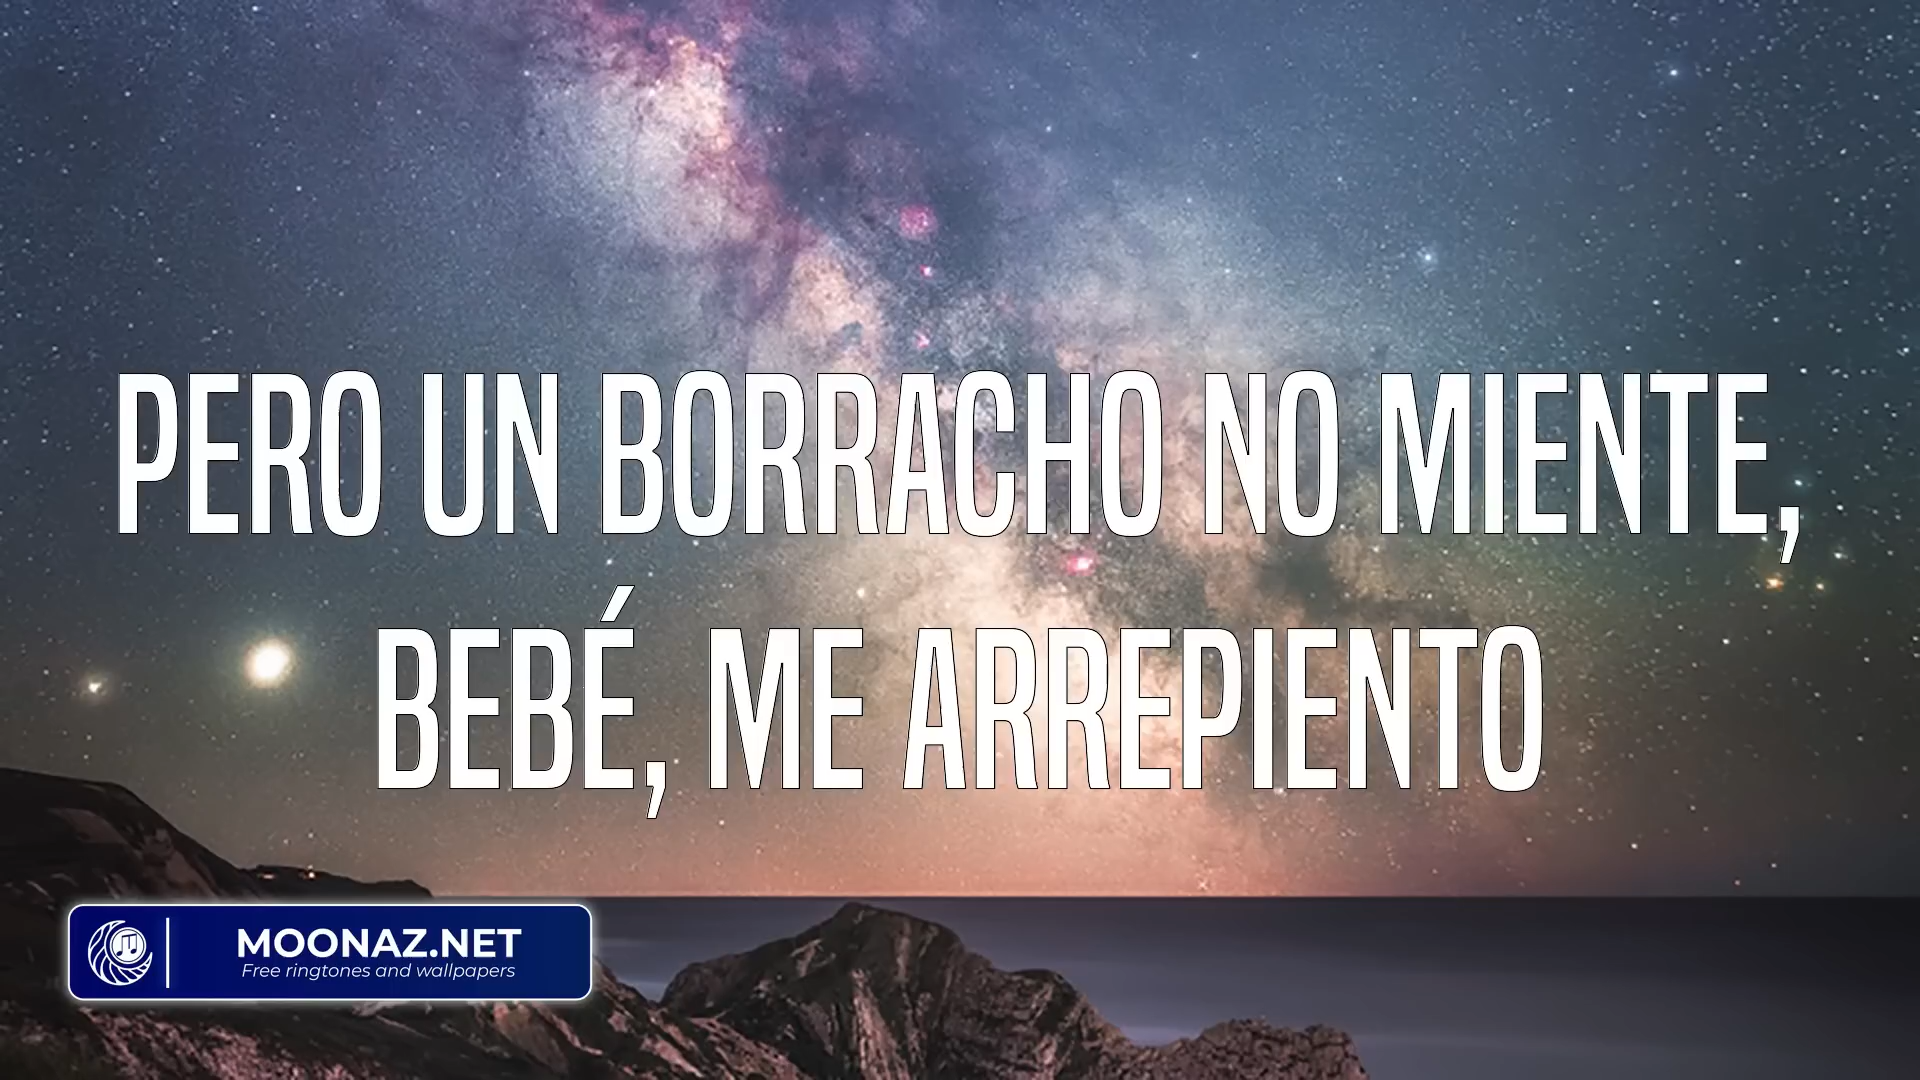 PERO UN BORRACHO NO MIENTE,
BEBÉ, ME ARREPIENTO
MOONAZ.NET
Free ringtones and wallpapers